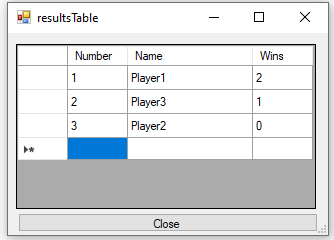 resultsTable
Number Name Wins
1 Player1 2
2 Player3 1
3 Player2 0
Close